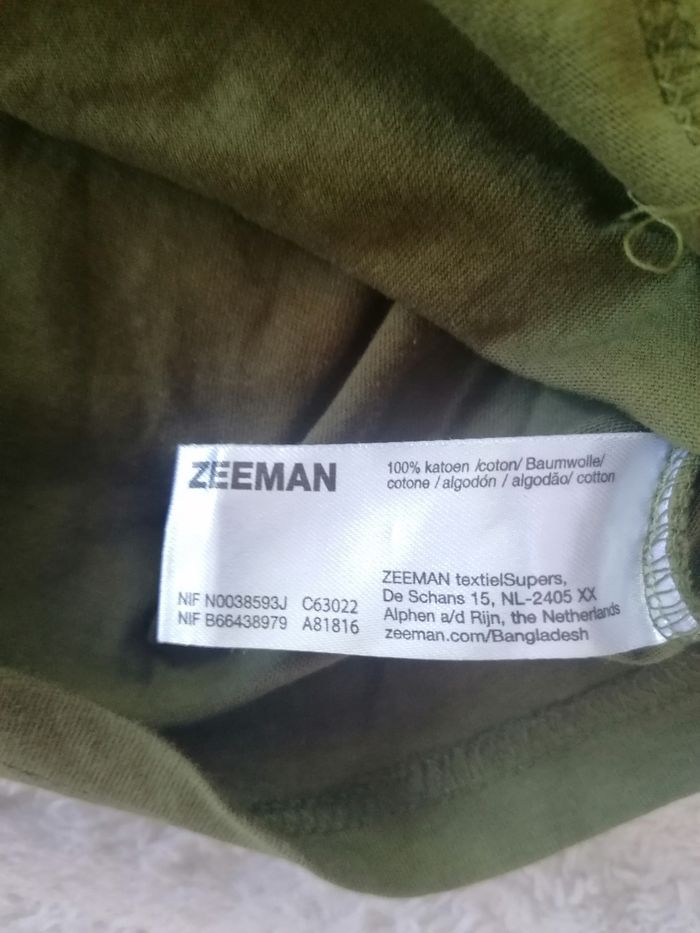 ZEEMAN
100% katoen /coton/ Baumwolle/
cotone / algodón / algodão/ cotton
NIF N0038593J C63022
NIF B66438979 A81816
ZEEMAN textielSupers,
De Schans 15, NL-2405 XX
Alphen a/d Rijn, the Netherlands
zeeman.com/Bangladesh